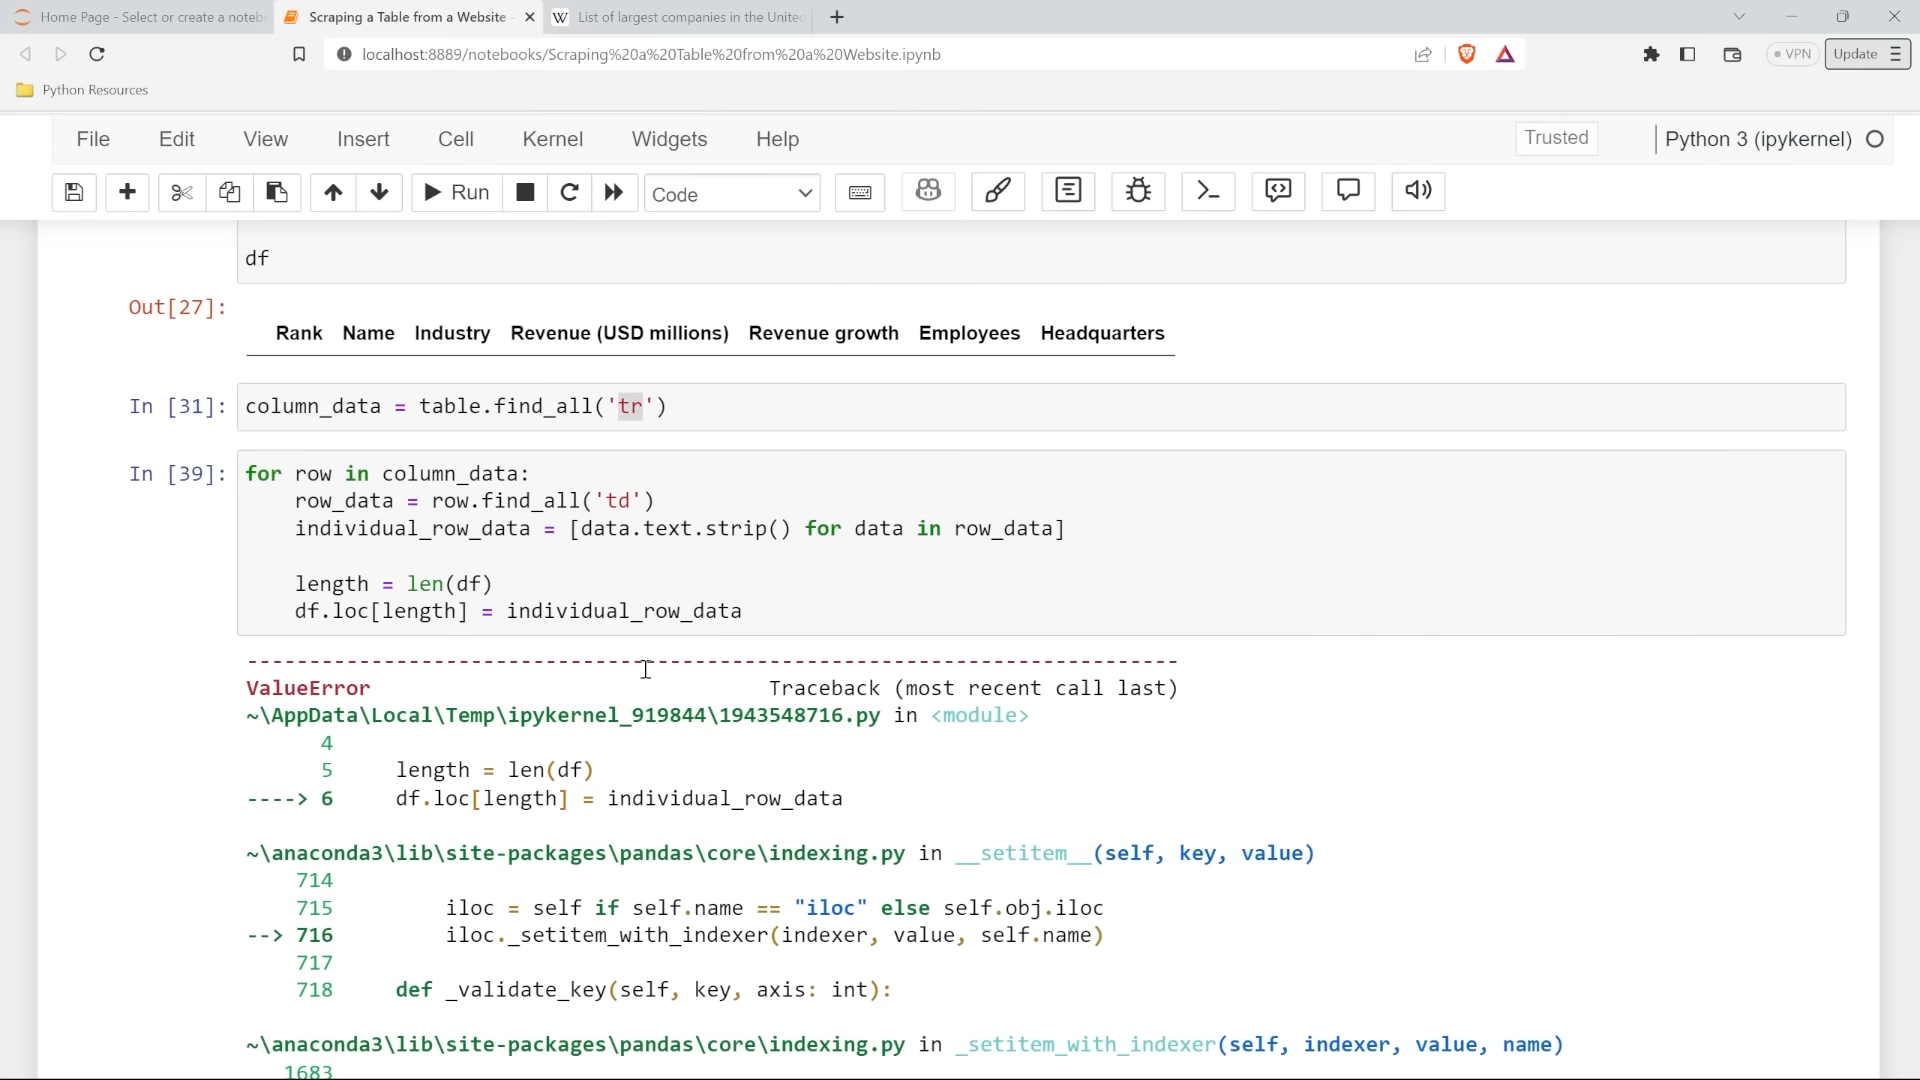 Home Page - Select or create a noteb
Scraping a Table from a Website -
List of largest companies in the United
localhost:8889/notebooks/Scraping%20a%20Table%20from%20a%20Website.ipynb
VPN
Update
Python Resources
File Edit View Insert Cell Kernel Widgets Help
Trusted
Python 3 (ipykernel)
Run
Code
df
Out[27]:
Rank Name Industry Revenue (USD millions) Revenue growth Employees Headquarters
In [31]: column_data = table.find_all('tr')
In [39]: for row in column_data:
row_data = row.find_all('td')
individual_row_data = [data.text.strip() for data in row_data]
length = len(df)
df.loc[length] = individual_row_data
---------------------------------------------------------------------------
ValueError Traceback (most recent call last)
~\AppData\Local\Temp\ipykernel_919844\1943548716.py in <module>
4
5 length = len(df)
----> 6 df.loc[length] = individual_row_data
~\anaconda3\lib\site-packages\pandas\core\indexing.py in __setitem__(self, key, value)
714
715 iloc = self if self.name == "iloc" else self.obj.iloc
--> 716 iloc._setitem_with_indexer(indexer, value, self.name)
717
718 def _validate_key(self, key, axis: int):
~\anaconda3\lib\site-packages\pandas\core\indexing.py in _setitem_with_indexer(self, indexer, value, name)
1683